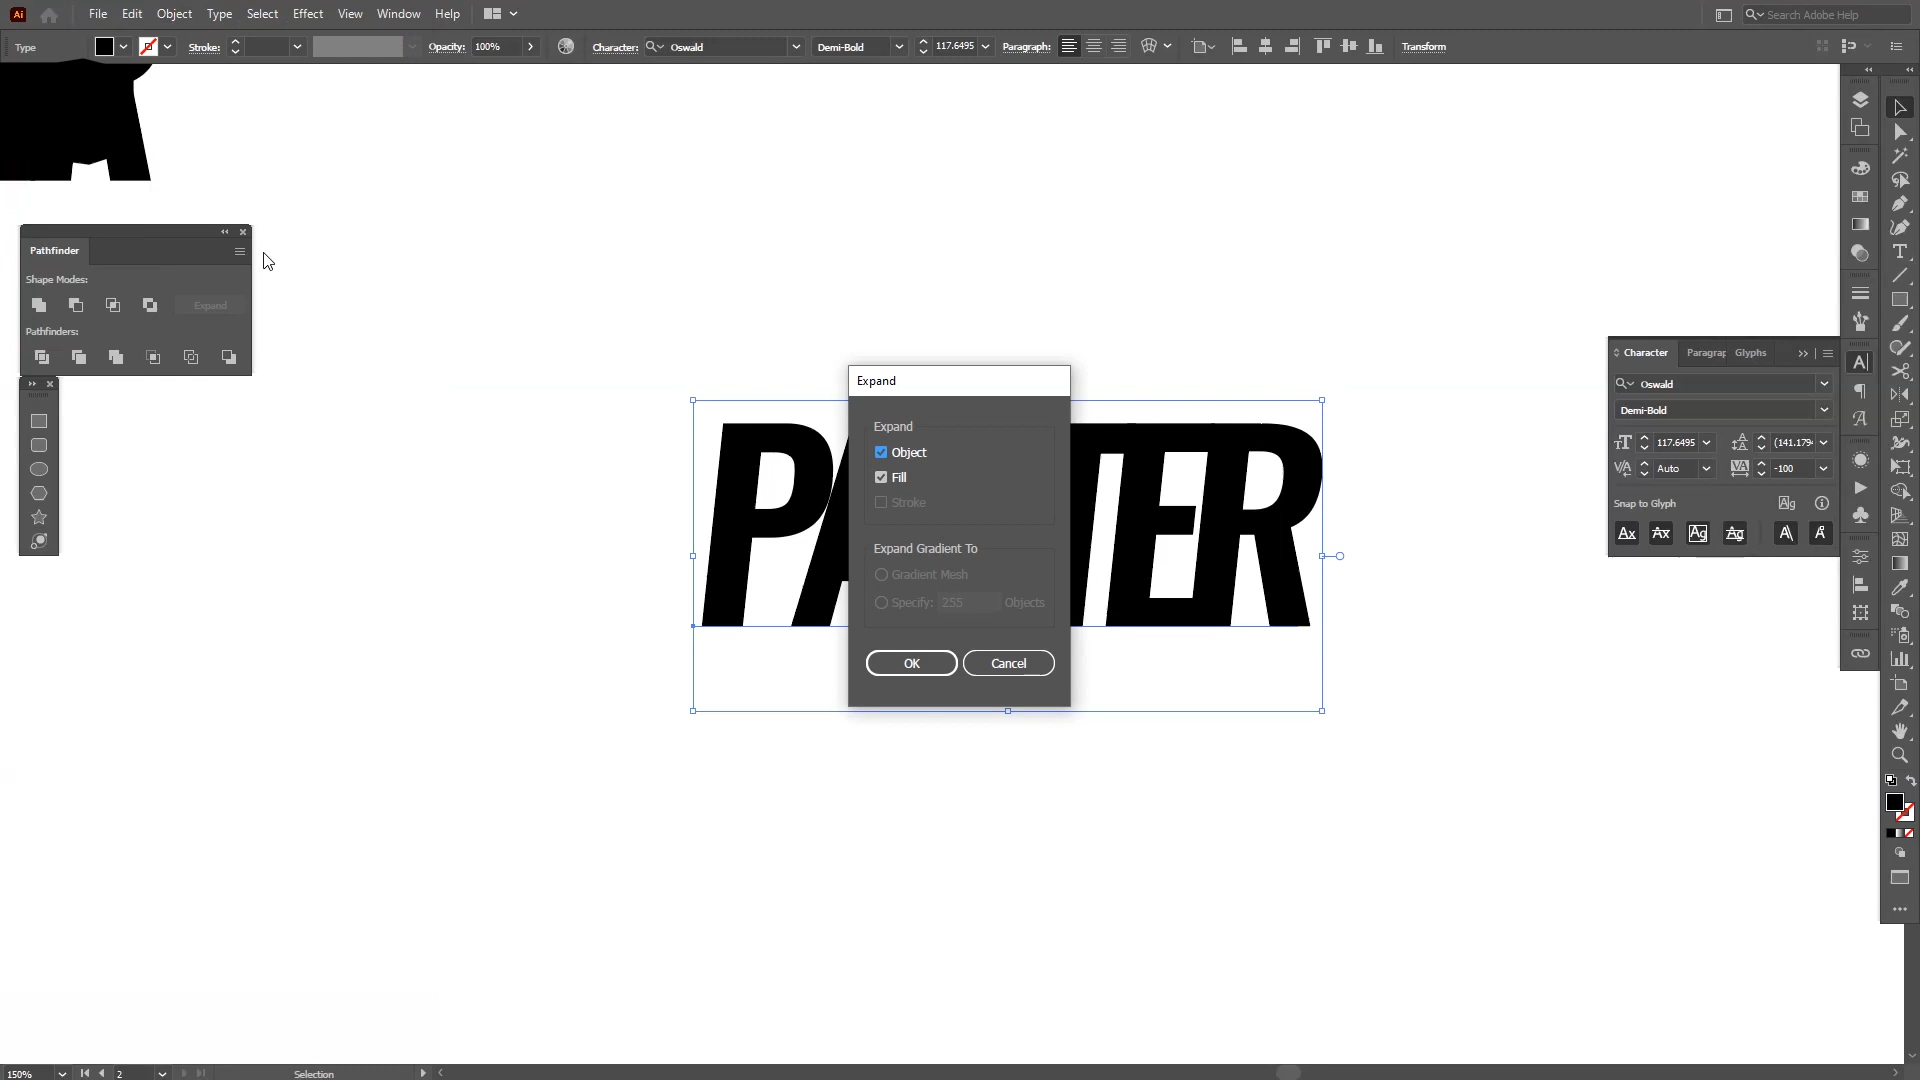 File Edit Object Type Select Effect View Window Help Search Adobe Help
Type Stroke: Opacity: 100% Character: Oswald Demi-Bold 117.6495 Paragraph: Transform
Pathfinder
Shape Modes:
Expand
Pathfinders:
Expand
Expand
Object
Fill
Stroke
Expand Gradient To
Gradient Mesh
Specify: 255 Objects
OK Cancel
Character Paragrap Glyphs
Oswald
Demi-Bold
117.6495 (141.179
Auto -100
Snap to Glyph
150% 2 Selection